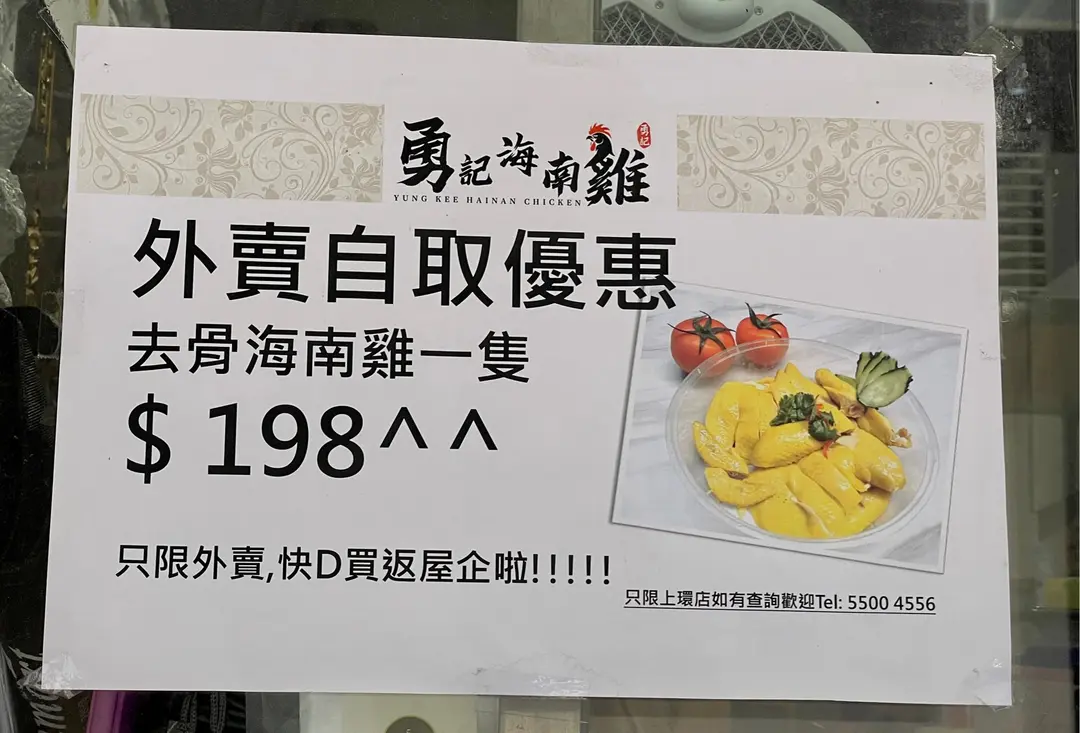 勇記海南雞
勇記
YUNG KEE HAINAN CHICKEN
外賣自取優惠
去骨海南雞一隻
$ 198^ ^
只限外賣,快D買返屋企啦!!!!!
只限上環店如有查詢歡迎Tel: 5500 4556